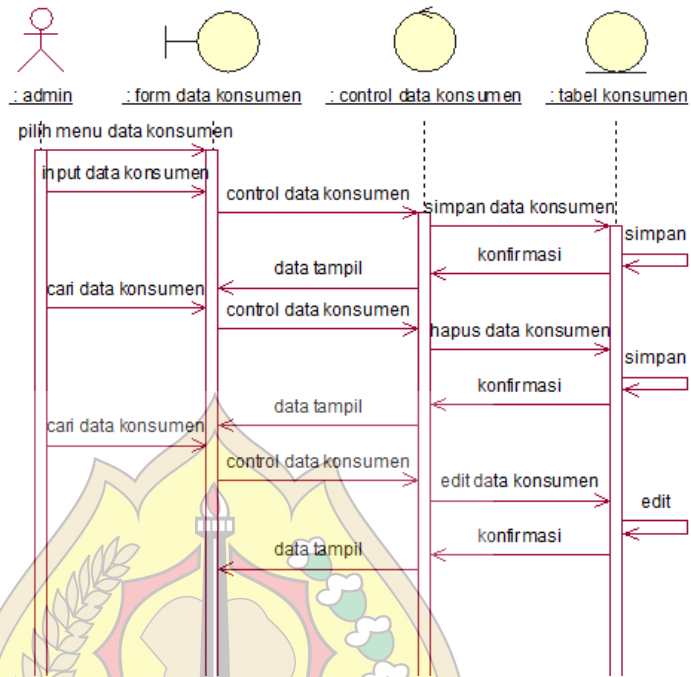 : admin
: form data konsumen
: control data konsumen
: tabel konsumen
pilih menu data konsumen
input data konsumen
control data konsumen
simpan data konsumen
simpan
konfirmasi
data tampil
cari data konsumen
control data konsumen
hapus data konsumen
simpan
konfirmasi
data tampil
cari data konsumen
control data konsumen
edit data konsumen
edit
konfirmasi
data tampil